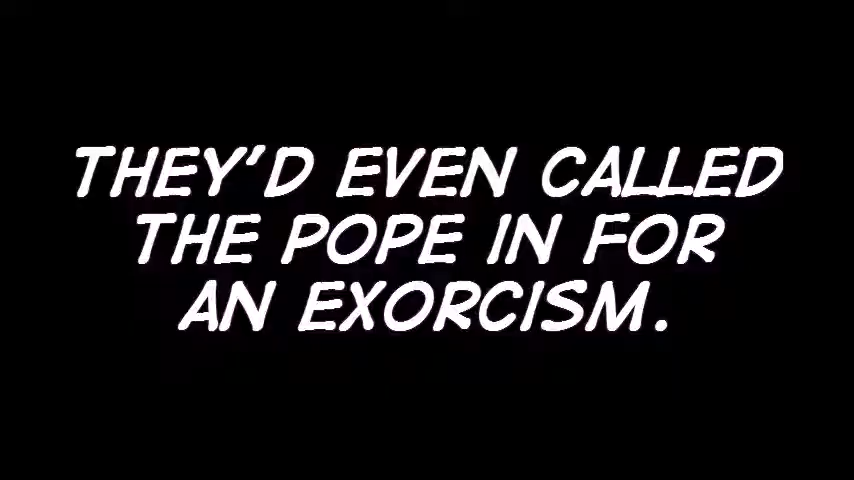 THEY'D EVEN CALLED
THE POPE IN FOR
AN EXORCISM.